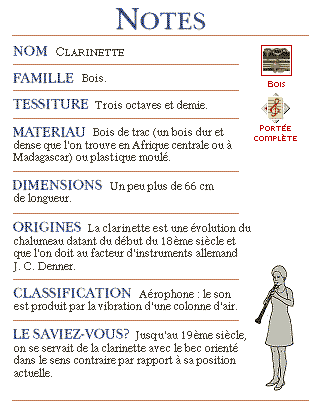 NOTES
NOM CLARINETTE
FAMILLE Bois.
TESSITURE Trois octaves et demie.
MATERIAU Bois de trac (un bois dur et
dense que l'on trouve en Afrique centrale ou à
Madagascar) ou plastique moulé.
DIMENSIONS Un peu plus de 66 cm
de longueur.
ORIGINES La clarinette est une évolution du
chalumeau datant du début du 18ème siècle et
que l'on doit au facteur d'instruments allemand
J. C. Denner.
CLASSIFICATION Aérophone : le son
est produit par la vibration d'une colonne d'air.
LE SAVIEZ-VOUS? Jusqu'au 19ème siècle,
on se servait de la clarinette avec le bec orienté
dans le sens contraire par rapport à sa position
actuelle.
BOIS
PORTÉE
COMPLÈTE